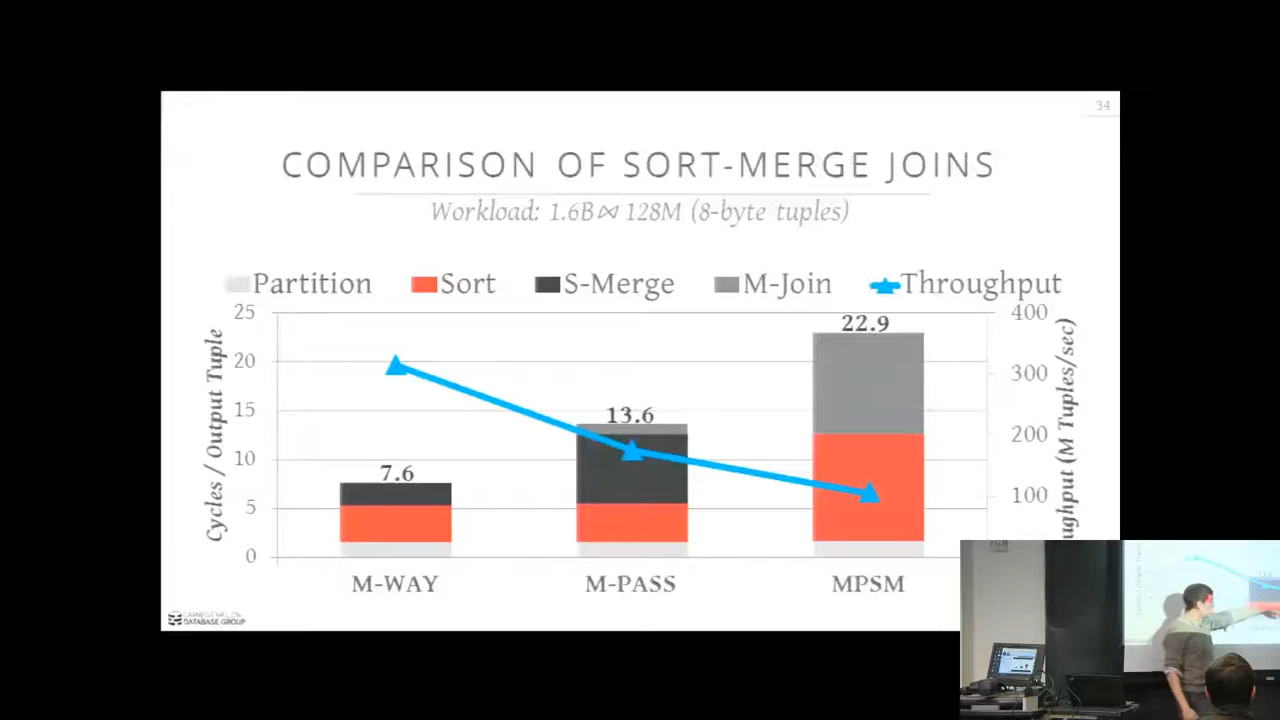 34
COMPARISON OF SORT-MERGE JOINS
Workload: 1.6B⋈ 128M (8-byte tuples)
Partition Sort S-Merge M-Join Throughput
25
20
15
10
5
0
Cycles / Output Tuple
400
300
200
100
(M Tuples/sec)
7.6
13.6
22.9
M-WAY M-PASS MPSM
CARNEGIE MELLON
DATABASE GROUP